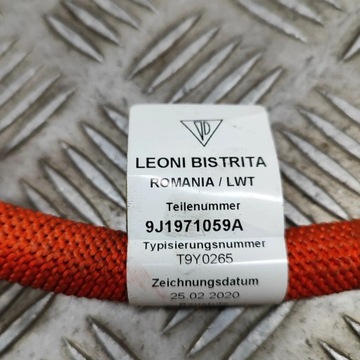 LEONI BISTRITA
ROMANIA / LWT
Teilenummer
9J1971059A
Typisierungsnummer
T9Y0265
Zeichnungsdatum
25 02 2020